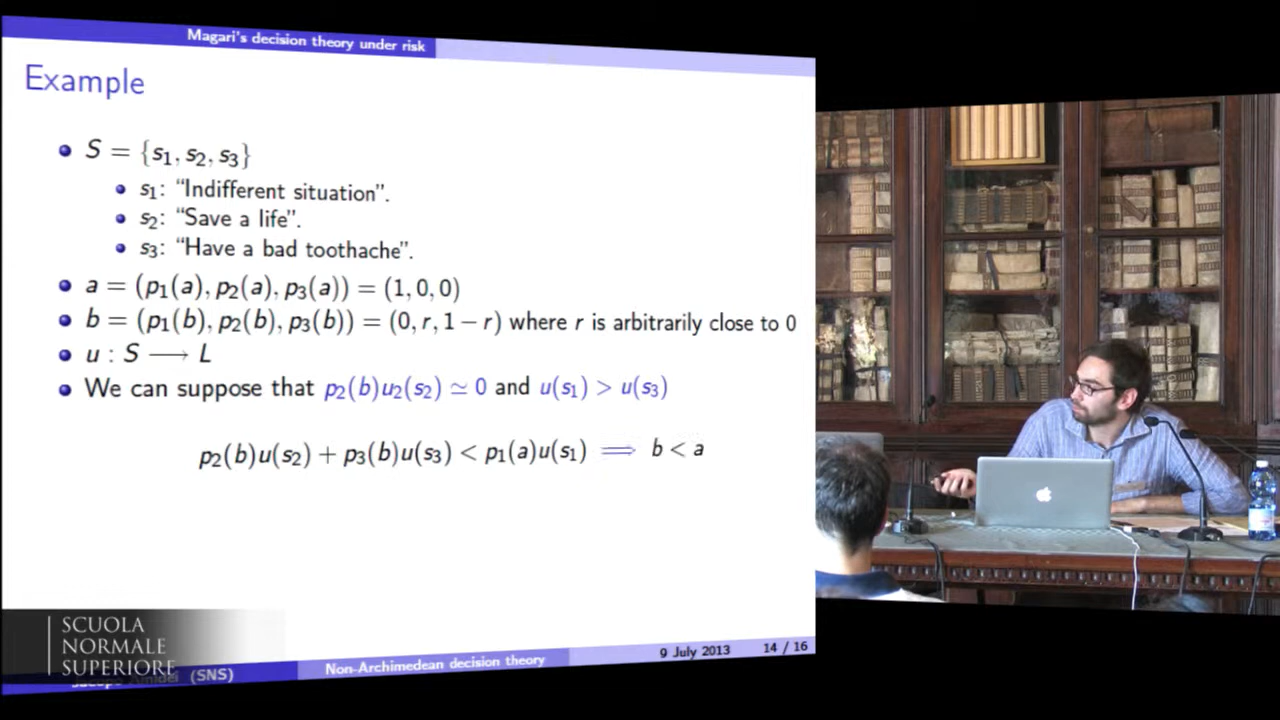 Magari's decision theory under risk
Example
S = {s₁, s₂, s₃}
s₁: "Indifferent situation".
s₂: "Save a life".
s₃: "Have a bad toothache".
a = (p₁(a), p₂(a), p₃(a)) = (1, 0, 0)
b = (p₁(b), p₂(b), p₃(b)) = (0, r, 1 − r) where r is arbitrarily close to 0
u : S ⟶ L
We can suppose that p₂(b)u₂(s₂) ≃ 0 and u(s₁) > u(s₃)
p₂(b)u(s₂) + p₃(b)u(s₃) < p₁(a)u(s₁) ⟹ b < a
SCUOLA
NORMALE
SUPERIORE
(SNS)
Non-Archimedean decision theory
9 July 2013
14 / 16